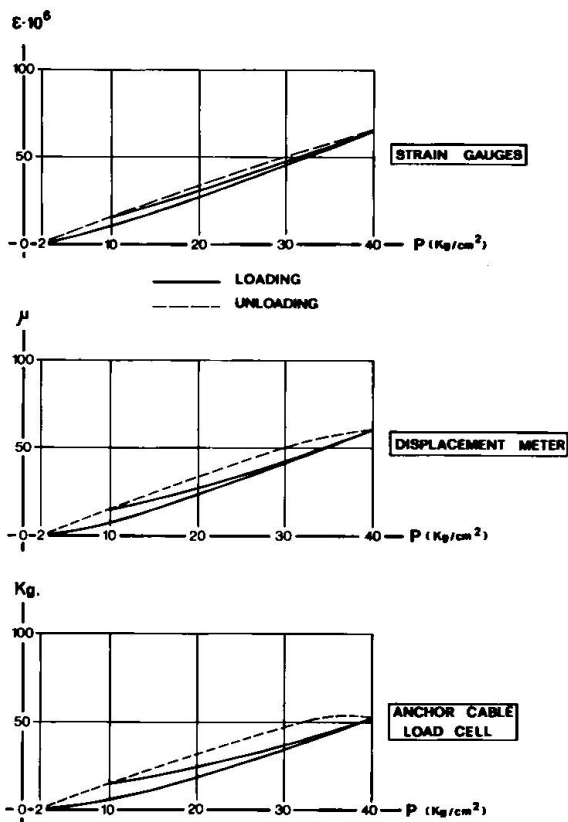 ε·10⁶
100
50
-0-2 10 20 30 40 P (Kg/cm²)
STRAIN GAUGES
LOADING
UNLOADING
μ
100
50
-0-2 10 20 30 40 P (Kg/cm²)
DISPLACEMENT METER
Kg.
100
50
-0-2 10 20 30 40 P (Kg/cm²)
ANCHOR CABLE
LOAD CELL